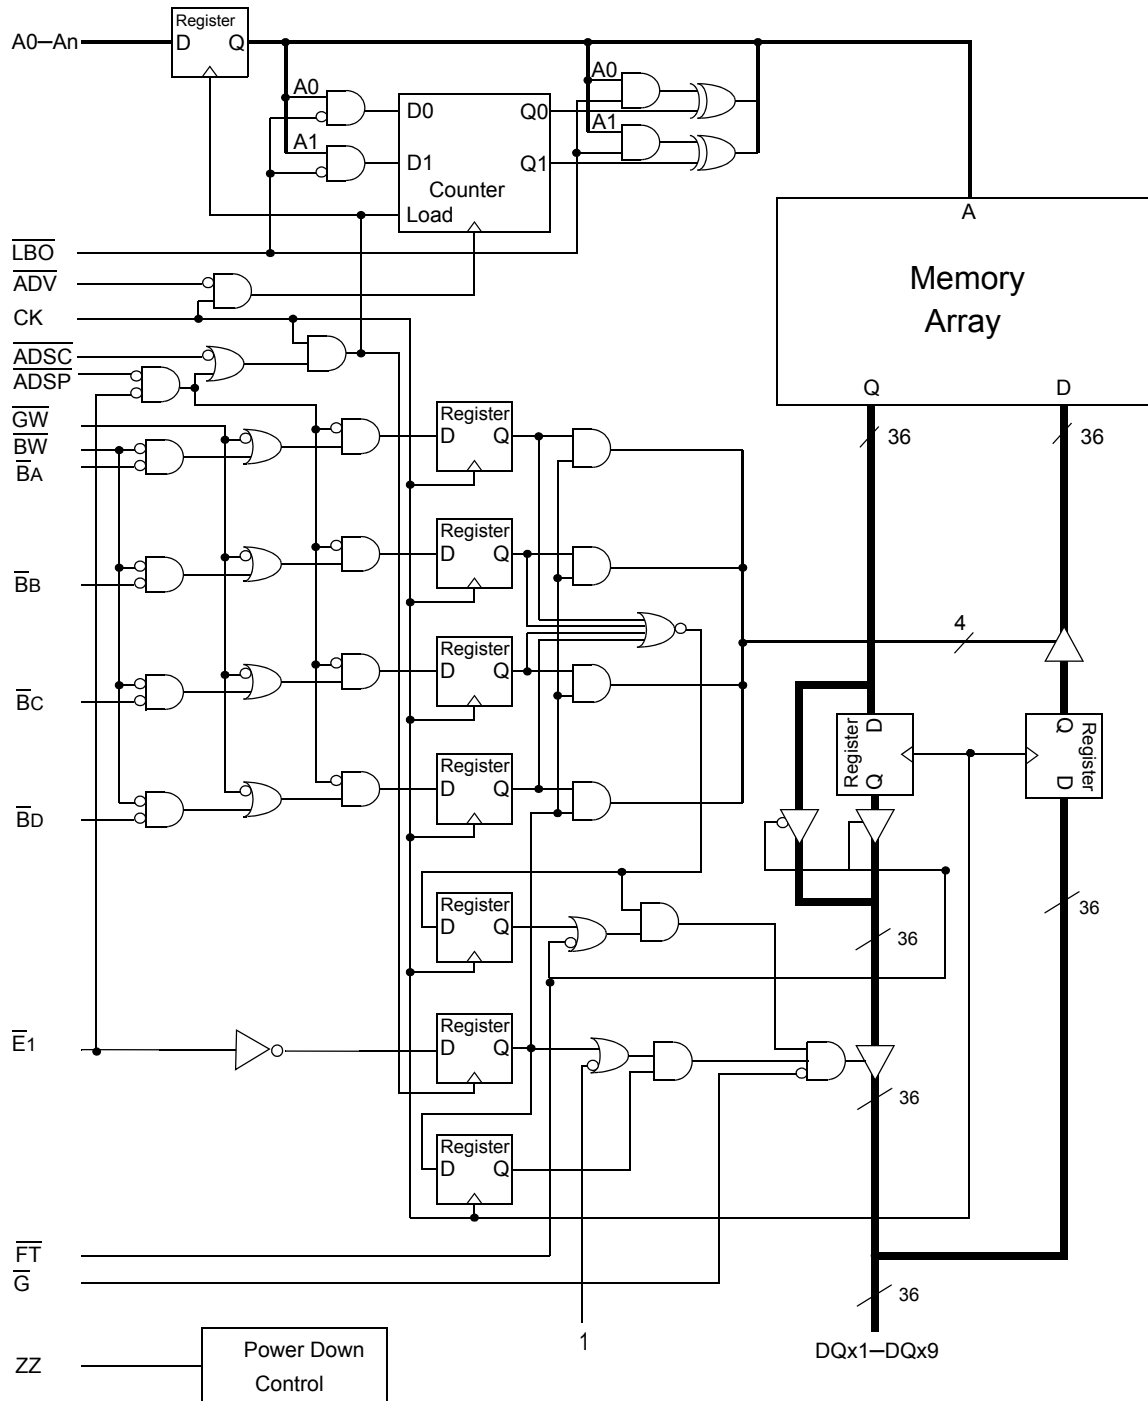 Register
A0–An
D Q
A0
A0
D0
Q0
A1
A1
D1
Q1
Counter
Load
A
LBO
ADV
CK
Memory
Array
ADSC
ADSP
Q
D
GW
BW
BA
Register
D Q
36
36
Register
D Q
BB
4
Register
D Q
BC
Register
D
Q
Q
D
Register
Register
D Q
BD
36
Register
D Q
36
Register
D Q
E1
36
Register
D Q
FT
G
36
1
DQx1–DQx9
ZZ
Power Down
Control